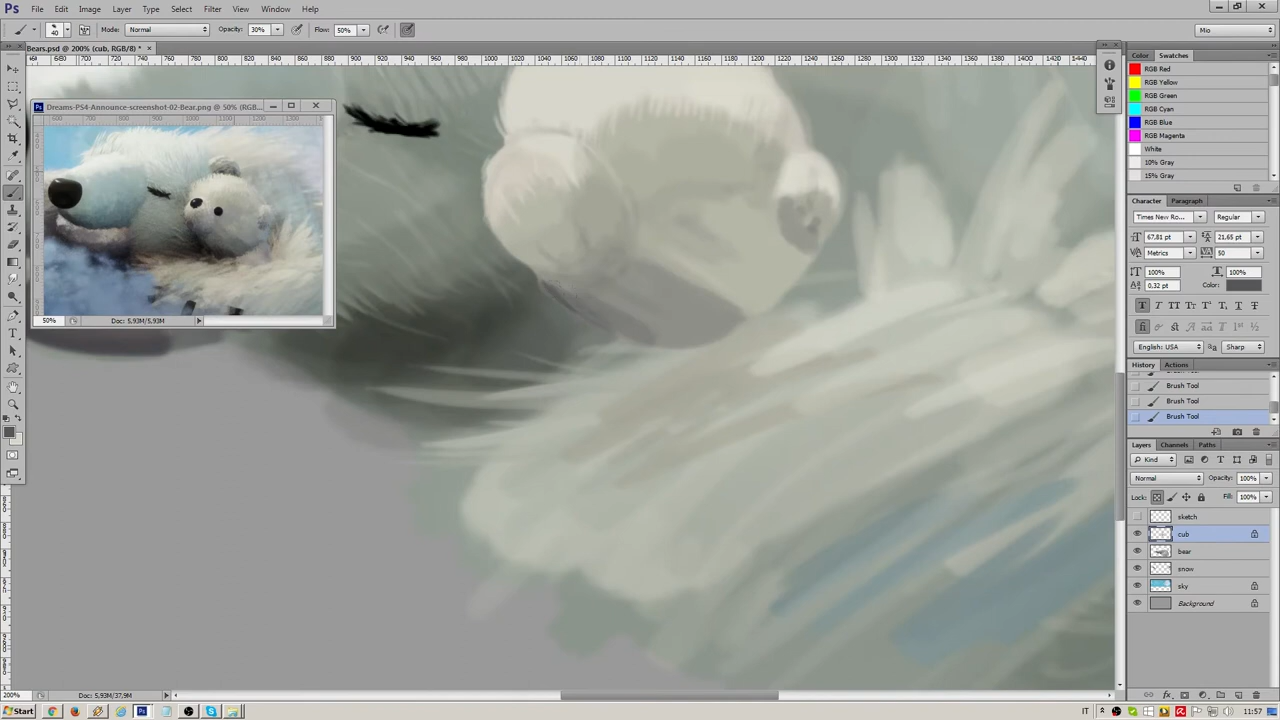 Ps File Edit Image Layer Type Select Filter View Window Help
40 Mode: Normal Opacity: 30% Flow: 50% Mio
Bears.psd @ 200% (cub, RGB/8) *
Dreams-PS4-Announce-screenshot-02-Bear.png @ 50% (RGB...
50% Doc: 5,93M/5,93M
Color Swatches
RGB Red
RGB Yellow
RGB Green
RGB Cyan
RGB Blue
RGB Magenta
White
10% Gray
15% Gray
Character Paragraph
Times New Ro... Regular
67,81 pt 21,65 pt
Metrics 50
100% 100%
0,32 pt Color:
English: USA Sharp
History Actions
Brush Tool
Brush Tool
Brush Tool
Layers Channels Paths
Kind
Normal Opacity: 100%
Lock: Fill: 100%
sketch
cub
bear
snow
sky
Background
200% Doc: 5,93M/37,9M
Start IT 11:57